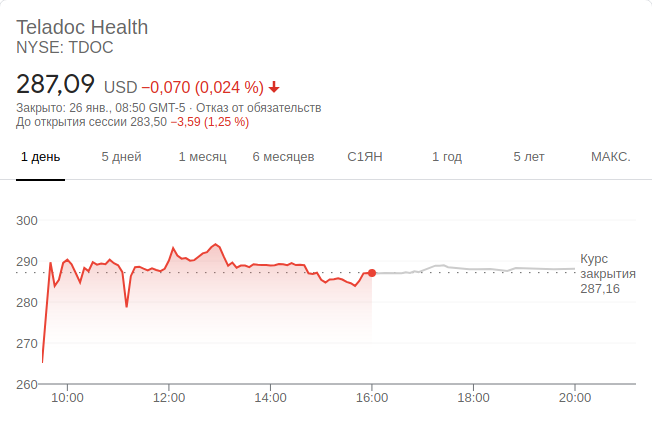 Teladoc Health
NYSE: TDOC
287,09 USD −0,070 (0,024 %)
Закрыто: 26 янв., 08:50 GMT-5 · Отказ от обязательств
До открытия сессии 283,50 −3,59 (1,25 %)
1 день 5 дней 1 месяц 6 месяцев С1ЯН 1 год 5 лет МАКС.
300
290
280
270
260
Курс
закрытия
287,16
10:00 12:00 14:00 16:00 18:00 20:00